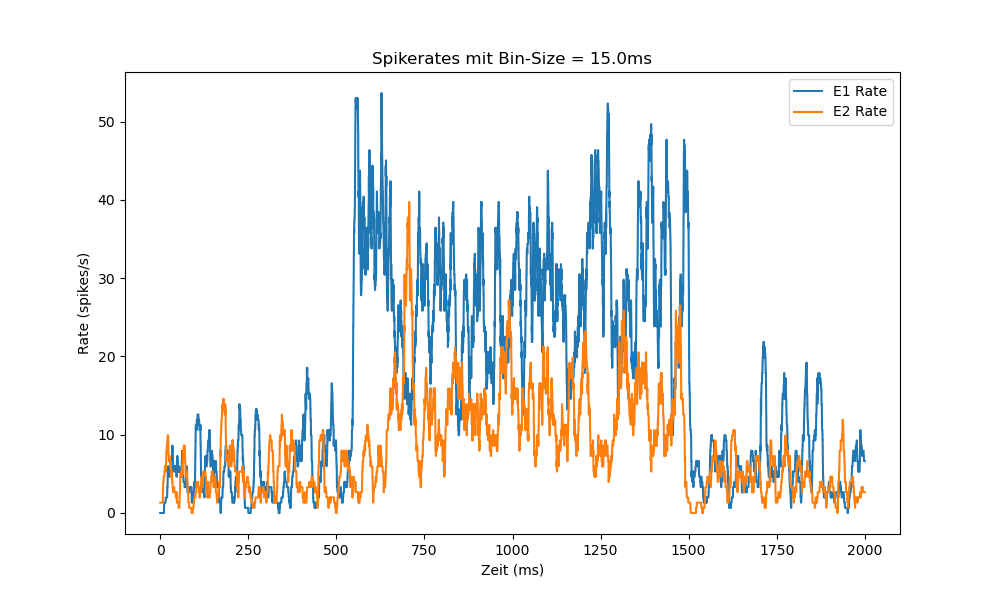 Spikerates mit Bin-Size = 15.0ms
E1 Rate
E2 Rate
Rate (spikes/s)
50
40
30
20
10
0
0 250 500 750 1000 1250 1500 1750 2000
Zeit (ms)